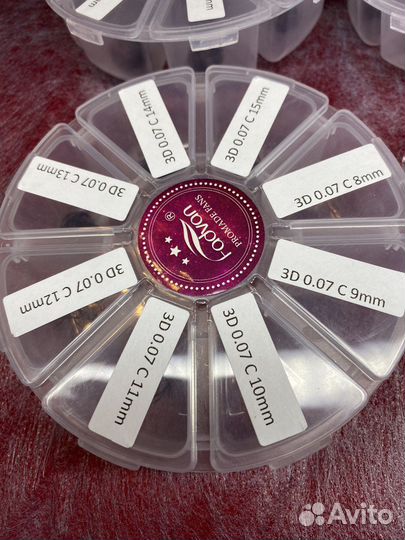 3D 0.07 C 14mm
3D 0.07 C 15mm
3D 0.07 C 13mm
3D 0.07 C 8mm
Fadvan®
PROMADE FANS
3D 0.07 C 12mm
3D 0.07 C 9mm
3D 0.07 C 11mm
3D 0.07 C 10mm
Avito